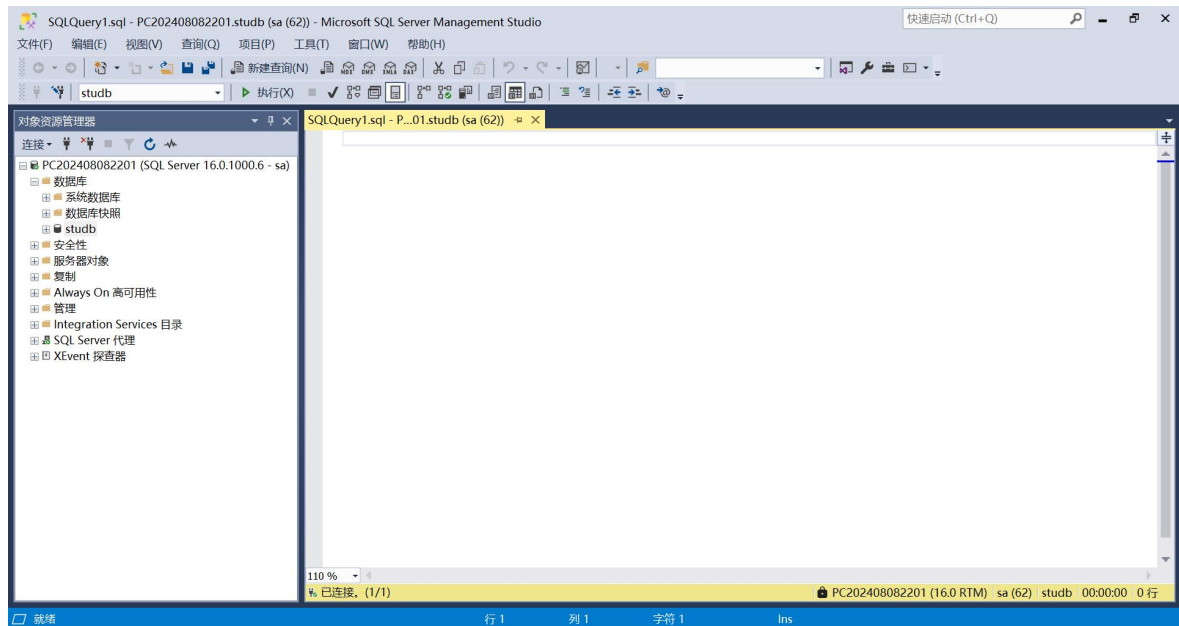 SQLQuery1.sql - PC202408082201.studb (sa (62)) - Microsoft SQL Server Management Studio
快速启动 (Ctrl+Q)
文件(F) 编辑(E) 视图(V) 查询(Q) 项目(P) 工具(T) 窗口(W) 帮助(H)
新建查询(N) MDX DMX XMLA DAX
studb 执行(X)
对象资源管理器
SQLQuery1.sql - P...01.studb (sa (62))
连接
PC202408082201 (SQL Server 16.0.1000.6 - sa)
数据库
系统数据库
数据库快照
studb
安全性
服务器对象
复制
Always On 高可用性
管理
Integration Services 目录
SQL Server 代理
XEvent 探查器
110 %
已连接。(1/1) PC202408082201 (16.0 RTM) sa (62) studb 00:00:00 0 行
就绪 行 1 列 1 字符 1 Ins